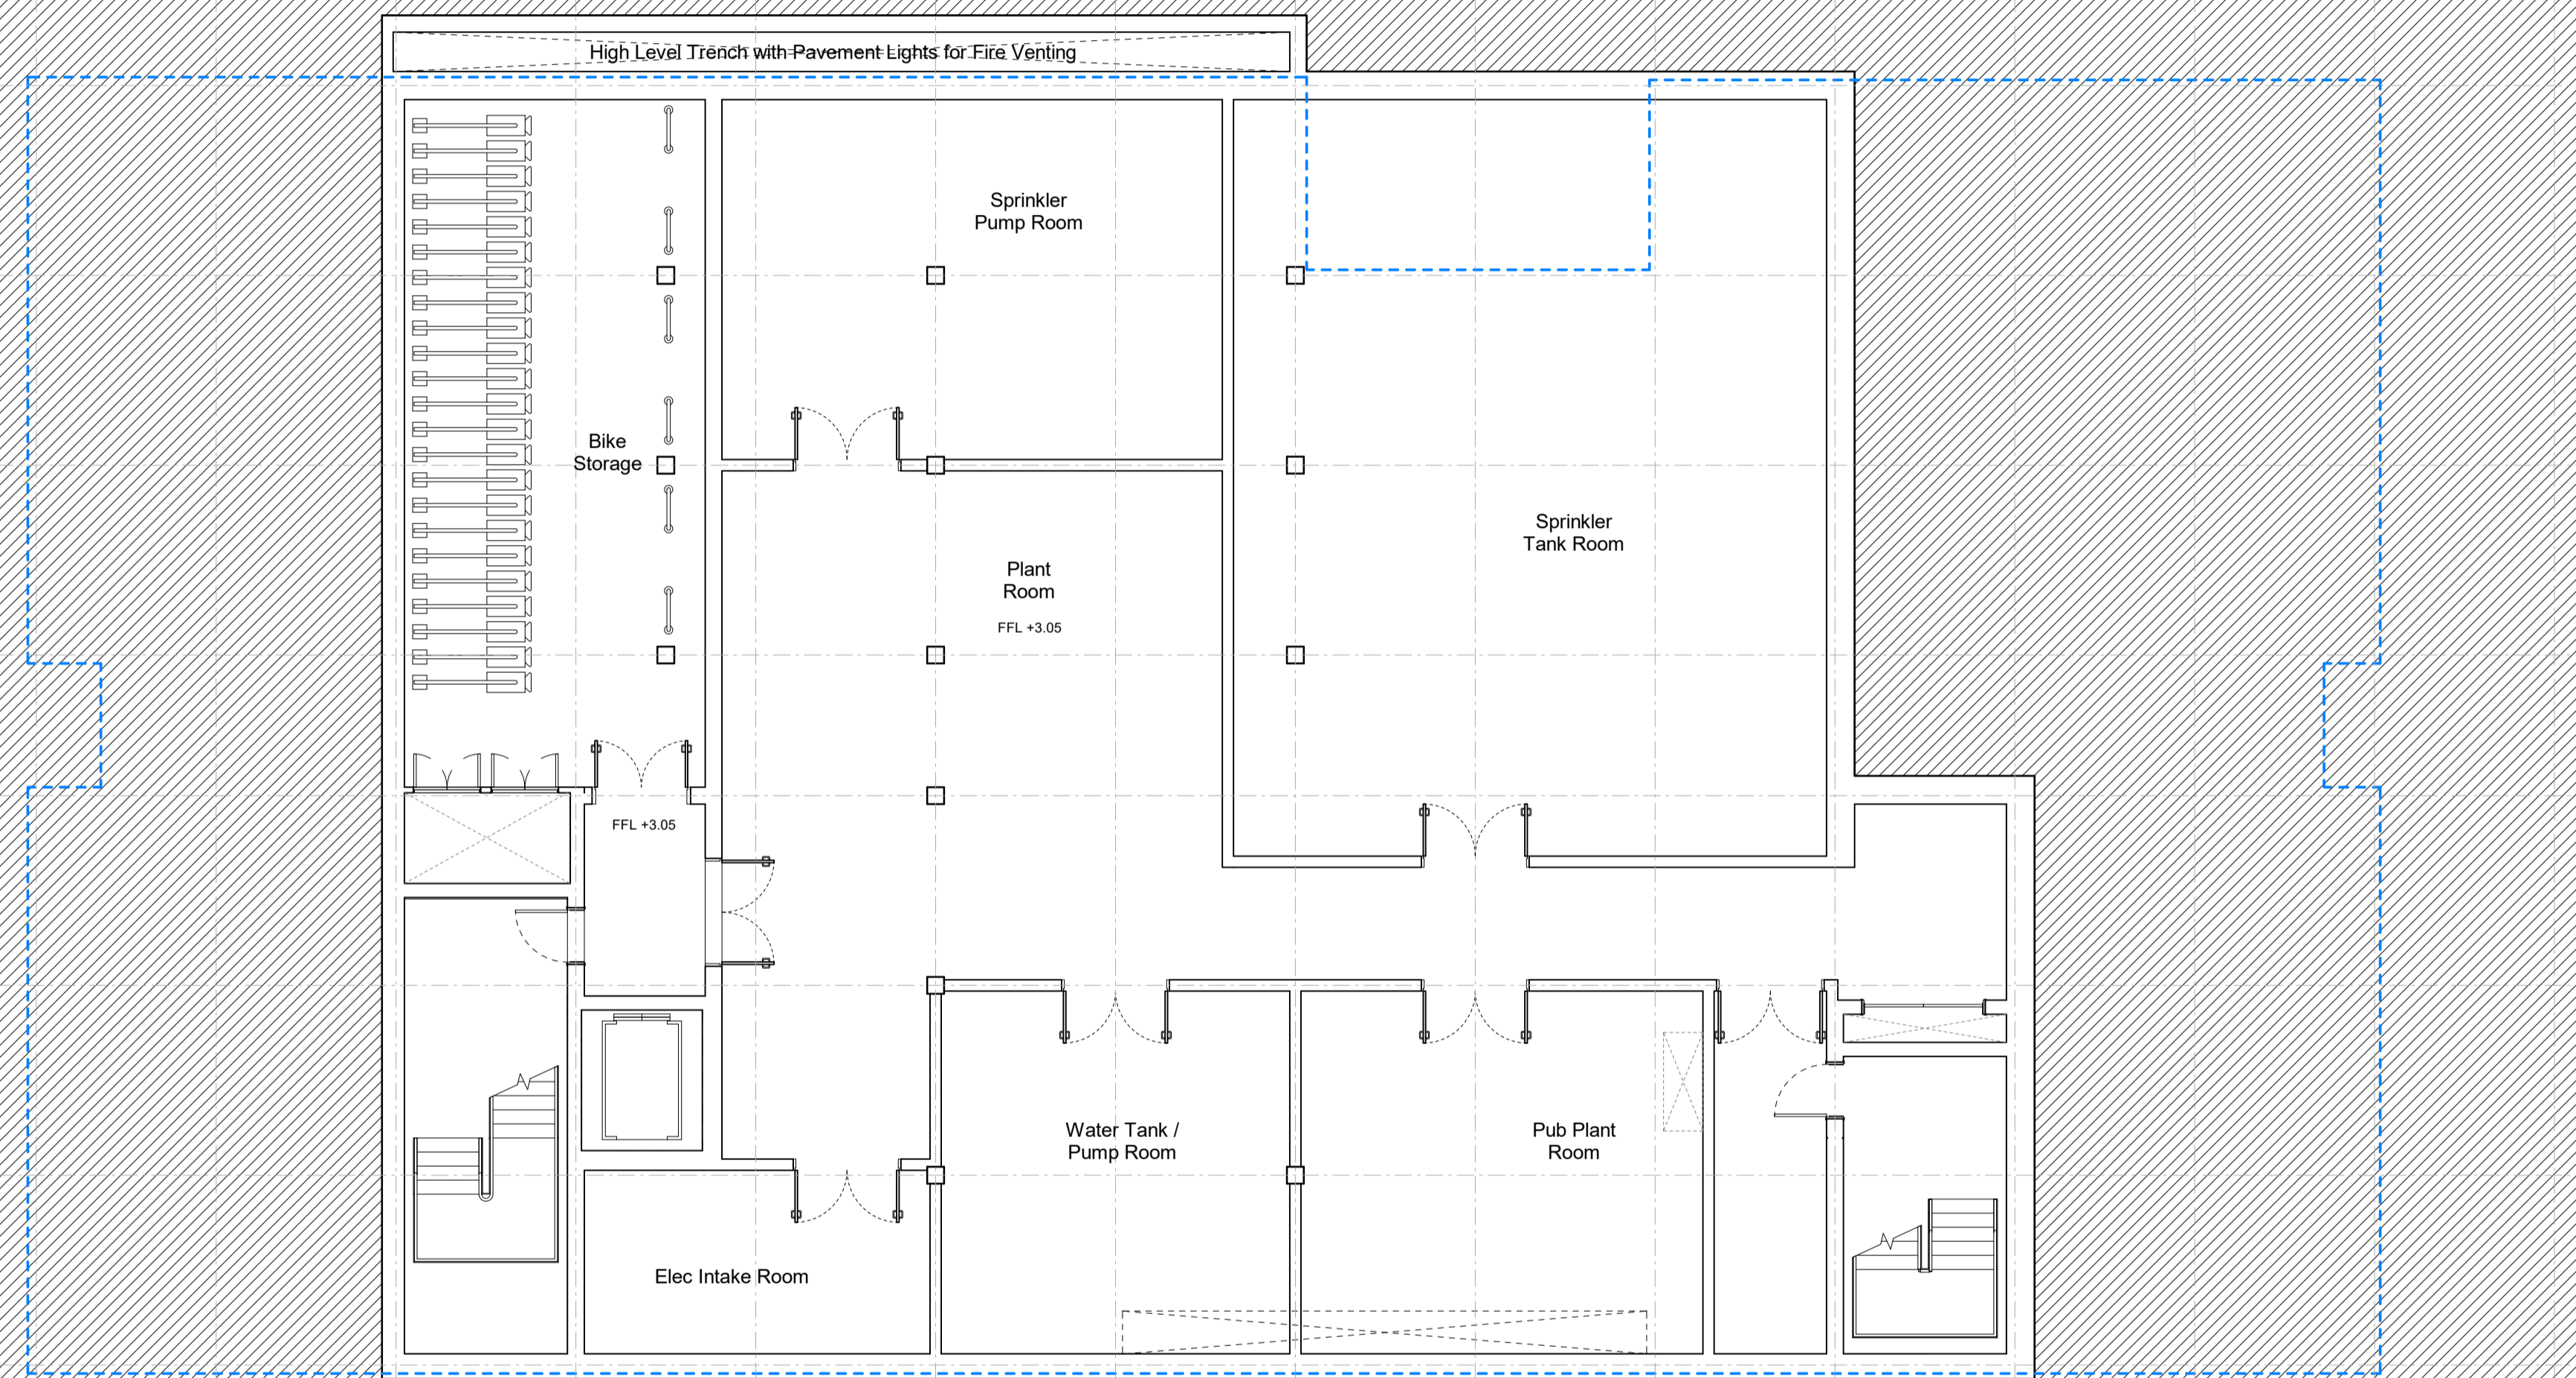 High Level Trench with Pavement Lights for Fire Venting
Sprinkler
Pump Room
Bike
Storage
Sprinkler
Tank Room
Plant
Room
FFL +3.05
FFL +3.05
Water Tank /
Pump Room
Pub Plant
Room
Elec Intake Room